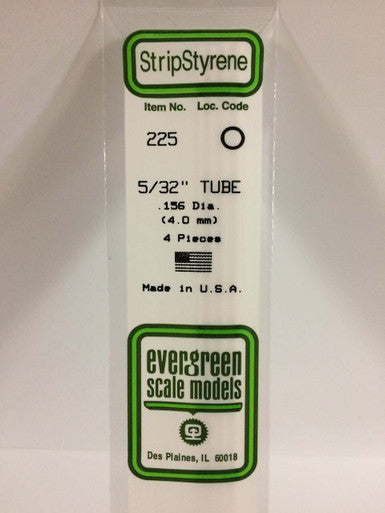 StripStyrene
Item No. Loc. Code
225 O
5/32" TUBE
.156 Dia.
(4.0 mm)
4 Pieces
Made in U.S.A.
evergreen
scale models
Des Plaines, IL 60018